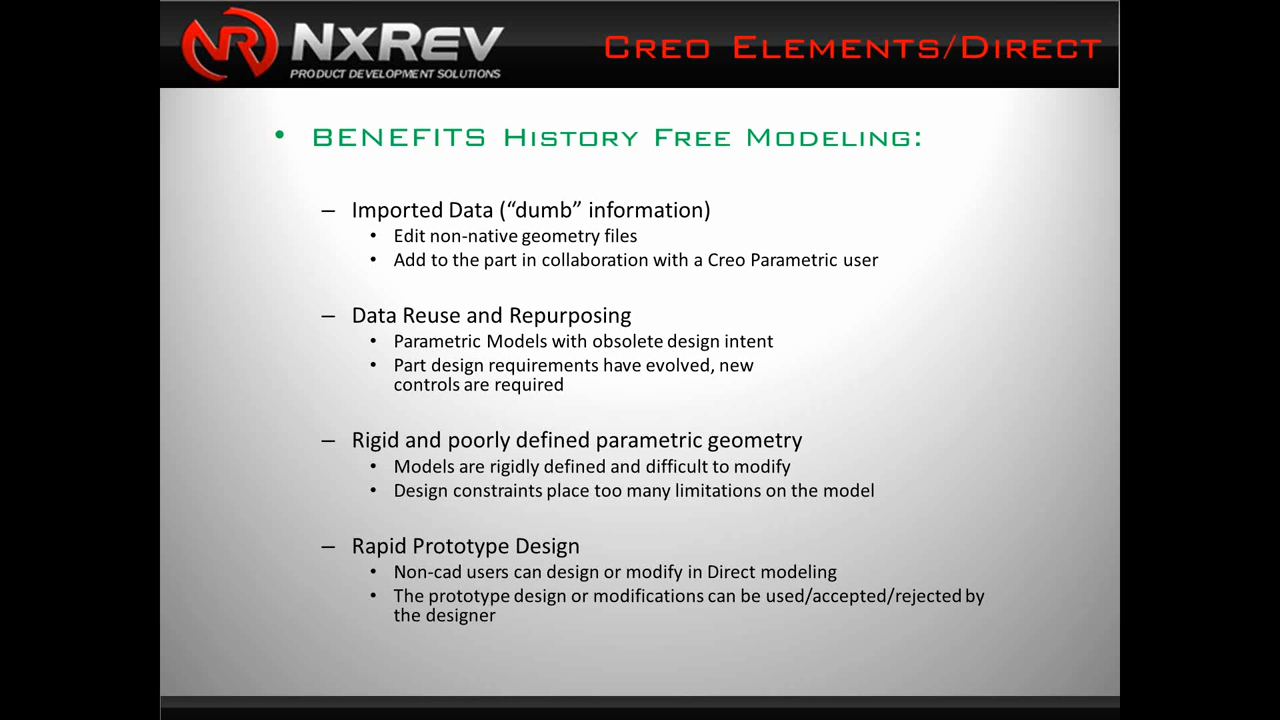 NxRev
PRODUCT DEVELOPMENT SOLUTIONS
Creo Elements/Direct
• BENEFITS History Free Modeling:
– Imported Data (“dumb” information)
• Edit non-native geometry files
• Add to the part in collaboration with a Creo Parametric user
– Data Reuse and Repurposing
• Parametric Models with obsolete design intent
• Part design requirements have evolved, new
controls are required
– Rigid and poorly defined parametric geometry
• Models are rigidly defined and difficult to modify
• Design constraints place too many limitations on the model
– Rapid Prototype Design
• Non-cad users can design or modify in Direct modeling
• The prototype design or modifications can be used/accepted/rejected by
the designer